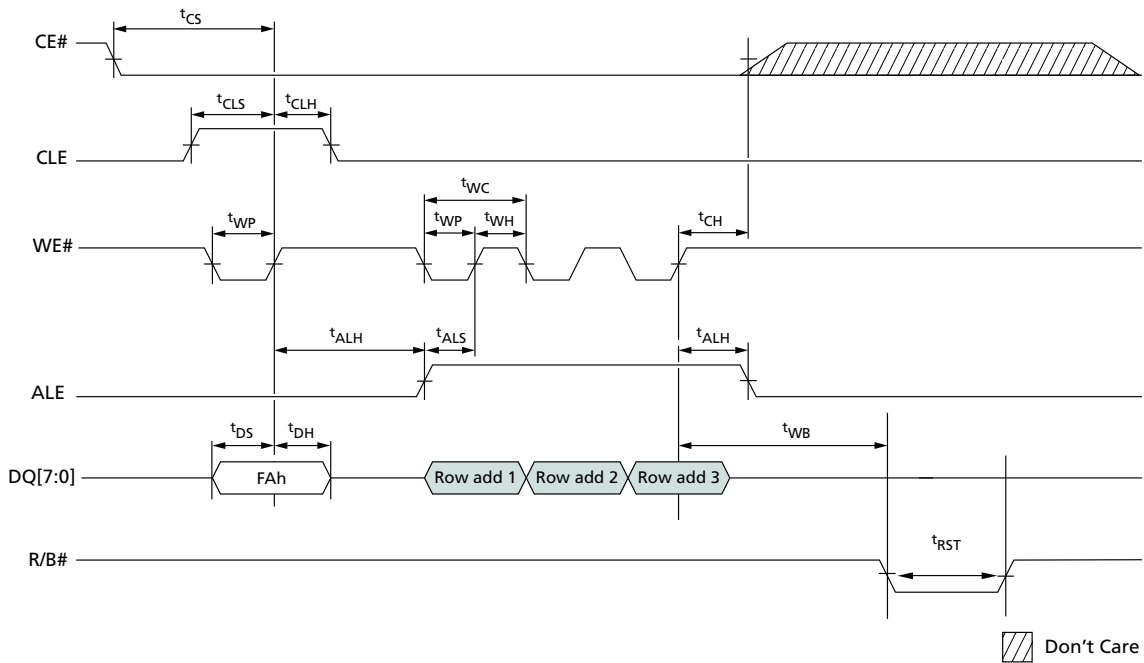 tCS
CE#
tCLS
tCLH
CLE
tWC
tWP
tWP
tWH
tCH
WE#
tALH
tALS
tALH
ALE
tDS
tDH
tWB
DQ[7:0]
FAh
Row add 1
Row add 2
Row add 3
R/B#
tRST
Don't Care